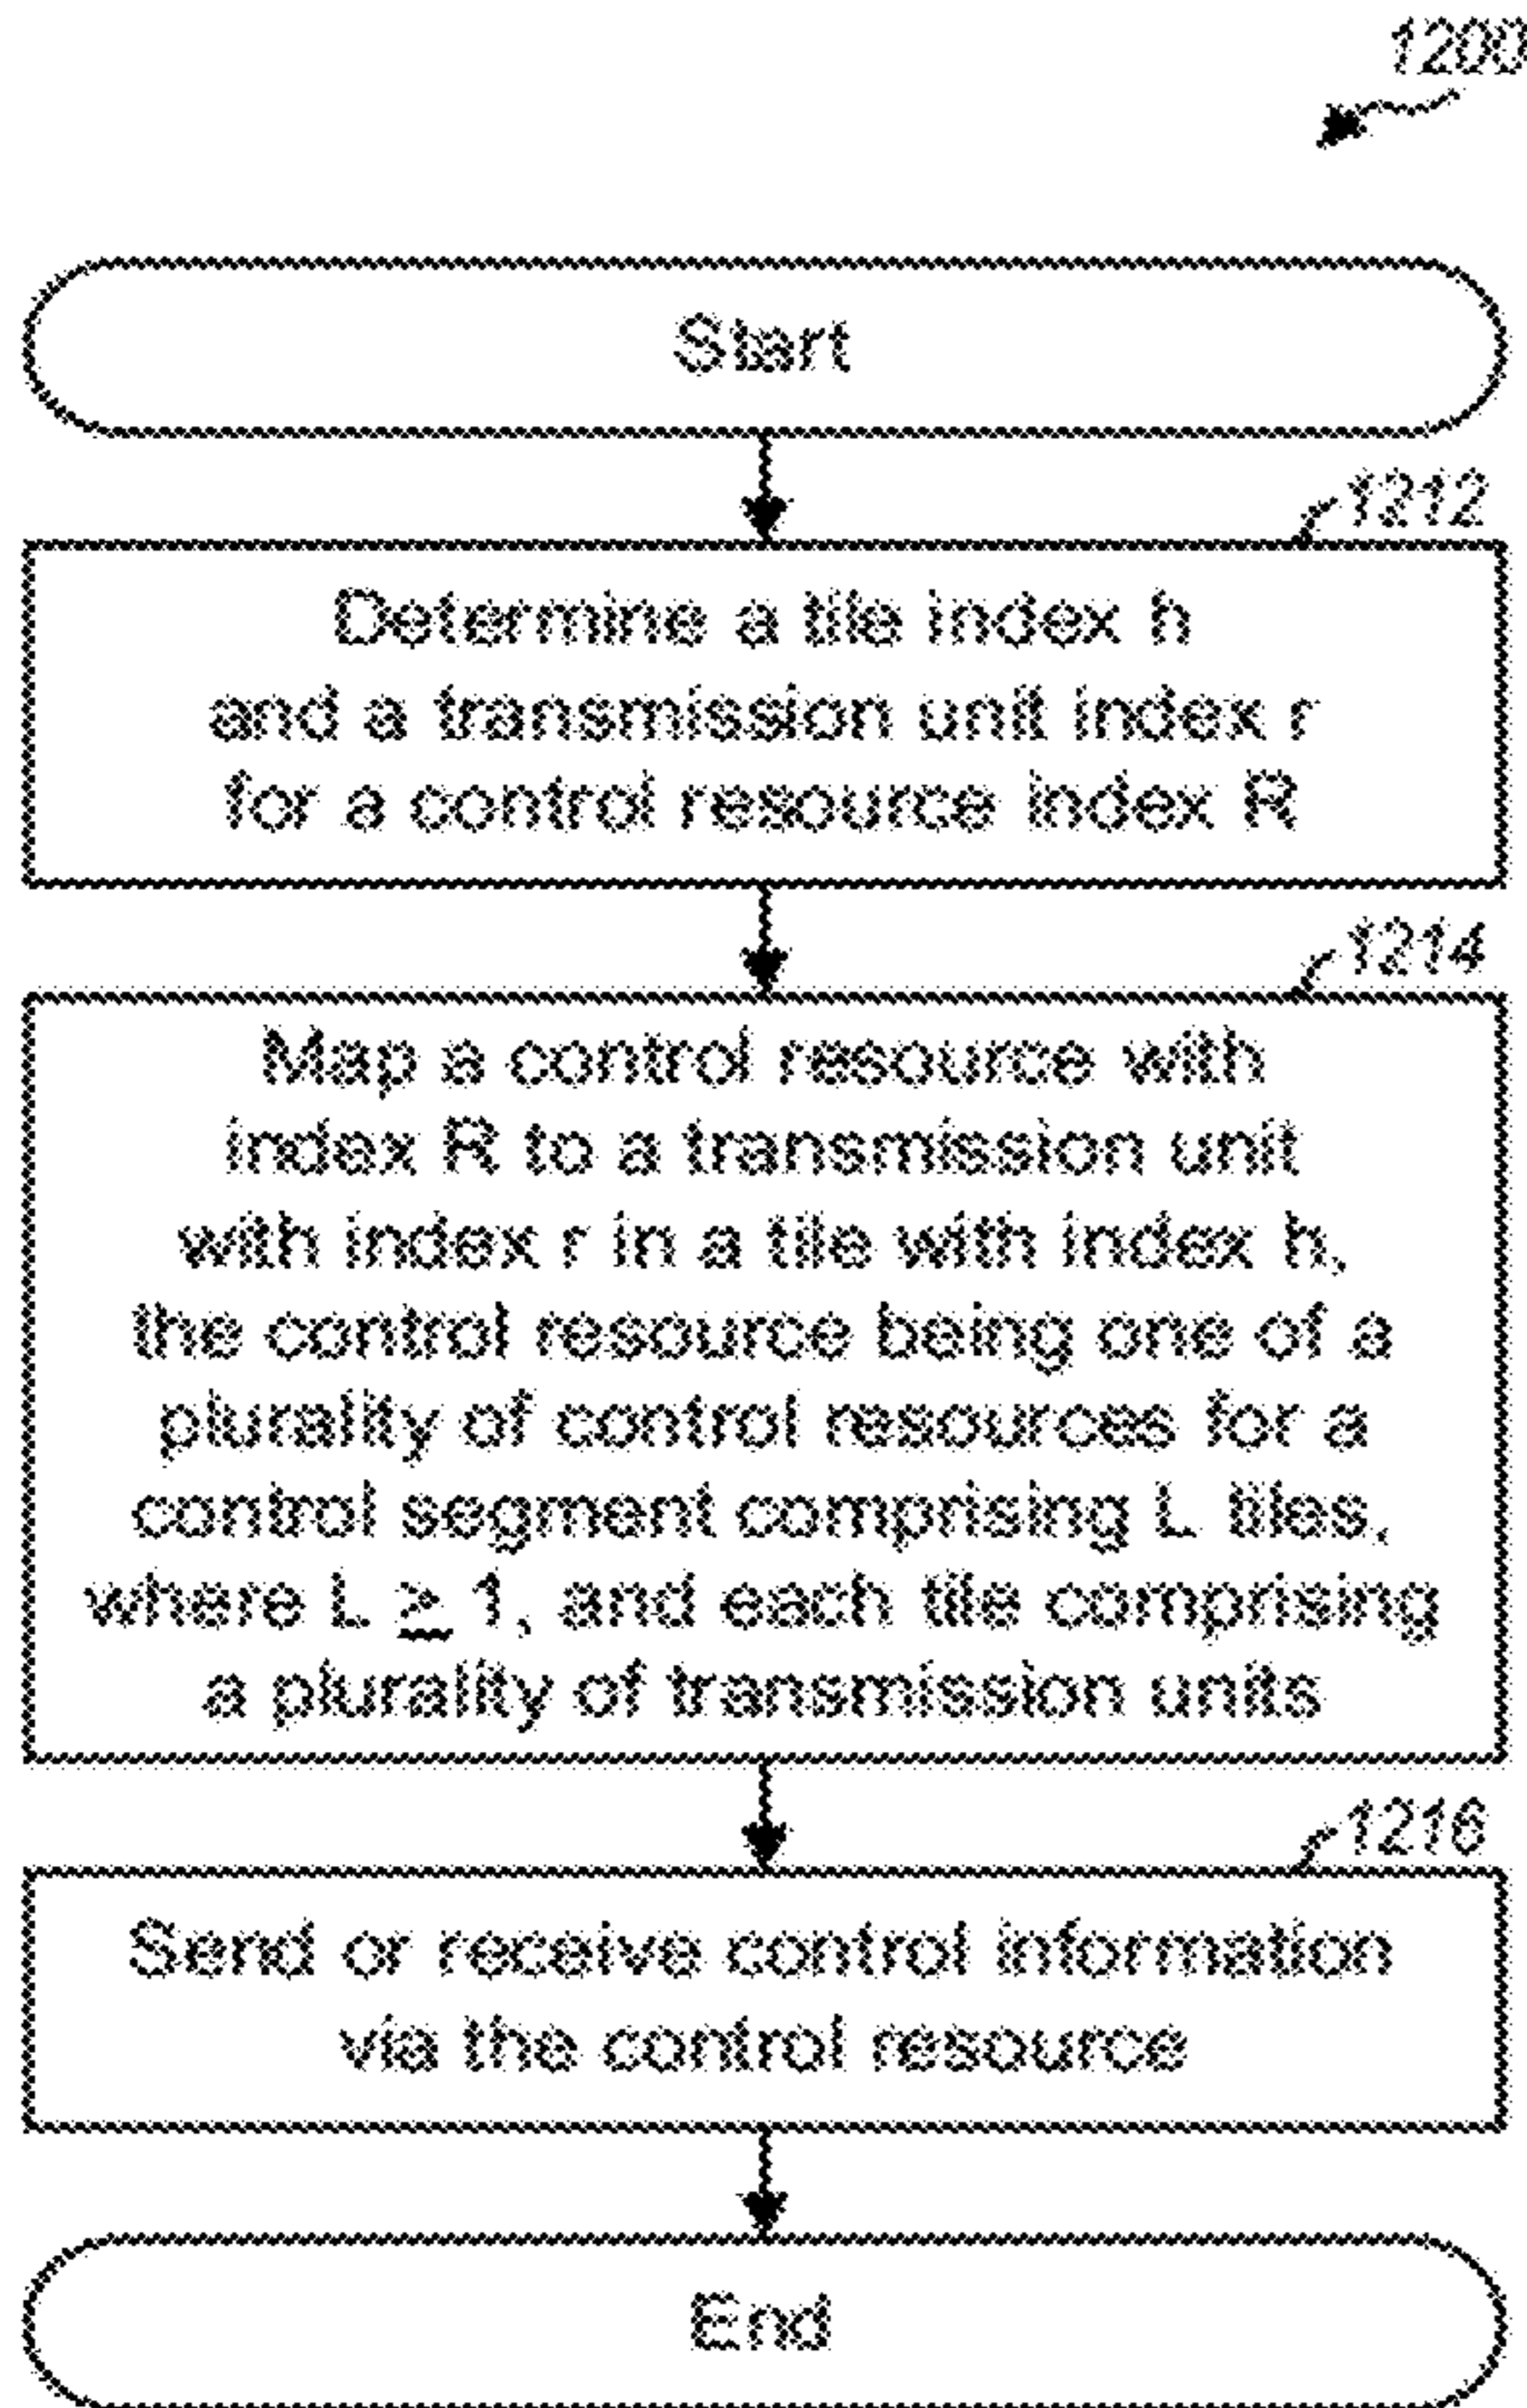 1200
Start
1212
Determine a tile index h
and a transmission unit index r
for a control resource index R
1214
Map a control resource with
index R to a transmission unit
with index r in a tile with index h,
the control resource being one of a
plurality of control resources for a
control segment comprising L tiles,
where L ≥ 1, and each tile comprising
a plurality of transmission units
1216
Send or receive control information
via the control resource
End